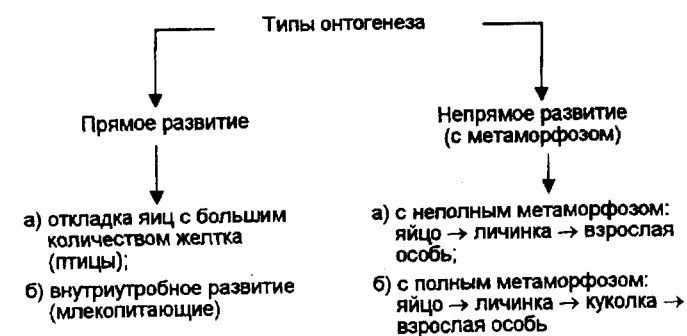 Типы онтогенеза
Прямое развитие
Непрямое развитие
(с метаморфозом)
а) откладка яиц с большим
количеством желтка
(птицы);
б) внутриутробное развитие
(млекопитающие)
а) с неполным метаморфозом:
яйцо → личинка → взрослая
особь;
б) с полным метаморфозом:
яйцо → личинка → куколка →
взрослая особь